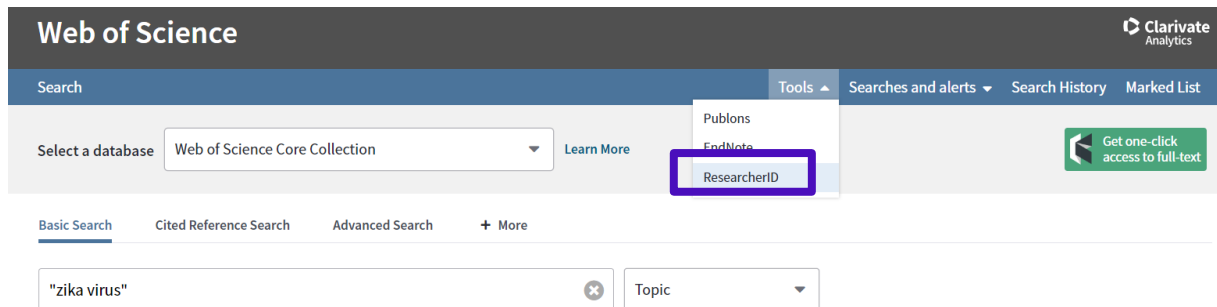 Web of Science
Clarivate
Analytics
Search Tools Searches and alerts Search History Marked List
Publons
EndNote
ResearcherID
Select a database Web of Science Core Collection Learn More
Get one-click
access to full-text
Basic Search Cited Reference Search Advanced Search + More
"zika virus" Topic